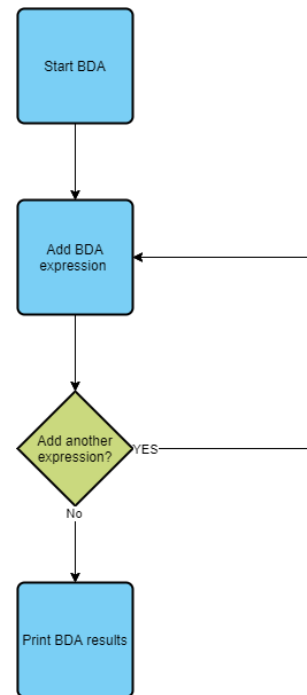 Start BDA
Add BDA
expression
Add another
expression?
YES
No
Print BDA results